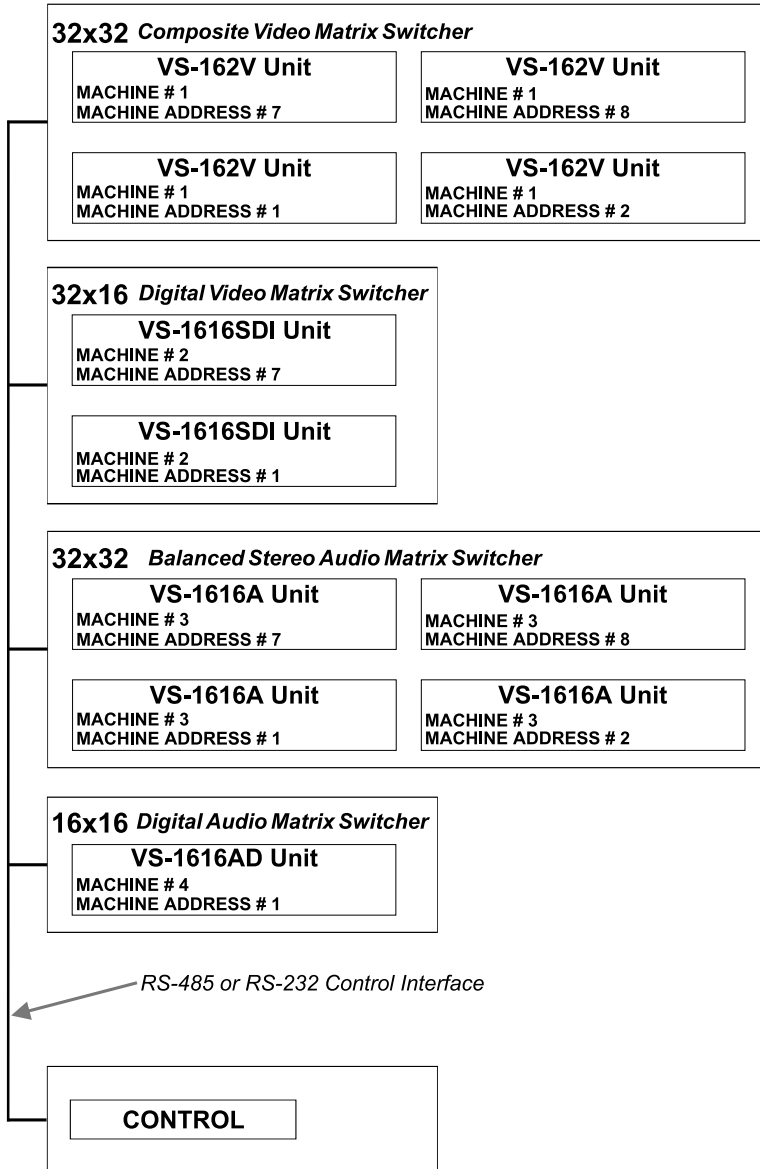 32x32 Composite Video Matrix Switcher
VS-162V Unit
MACHINE # 1
MACHINE ADDRESS # 7
VS-162V Unit
MACHINE # 1
MACHINE ADDRESS # 8
VS-162V Unit
MACHINE # 1
MACHINE ADDRESS # 1
VS-162V Unit
MACHINE # 1
MACHINE ADDRESS # 2
32x16 Digital Video Matrix Switcher
VS-1616SDI Unit
MACHINE # 2
MACHINE ADDRESS # 7
VS-1616SDI Unit
MACHINE # 2
MACHINE ADDRESS # 1
32x32 Balanced Stereo Audio Matrix Switcher
VS-1616A Unit
MACHINE # 3
MACHINE ADDRESS # 7
VS-1616A Unit
MACHINE # 3
MACHINE ADDRESS # 8
VS-1616A Unit
MACHINE # 3
MACHINE ADDRESS # 1
VS-1616A Unit
MACHINE # 3
MACHINE ADDRESS # 2
16x16 Digital Audio Matrix Switcher
VS-1616AD Unit
MACHINE # 4
MACHINE ADDRESS # 1
RS-485 or RS-232 Control Interface
CONTROL